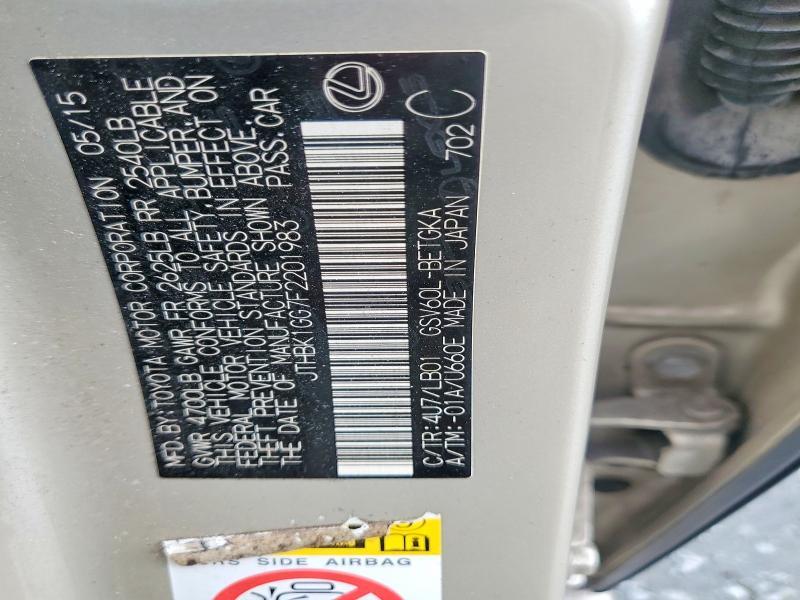 MFD. BY: TOYOTA MOTOR CORPORATION 05/15
GVWR 4700LB GAWR FR 2625LB RR 2540LB
THIS VEHICLE CONFORMS TO ALL APPLICABLE
FEDERAL MOTOR VEHICLE SAFETY, BUMPER, AND
THEFT PREVENTION STANDARDS IN EFFECT ON
THE DATE OF MANUFACTURE SHOWN ABOVE.
JTHBK1GG7F2201983 PASS. CAR
C/TR: 4U7/LB01 GSV60L-BETGKA
A/TM: -01A/U660E MADE IN JAPAN 702 C
SIDE AIRBAG